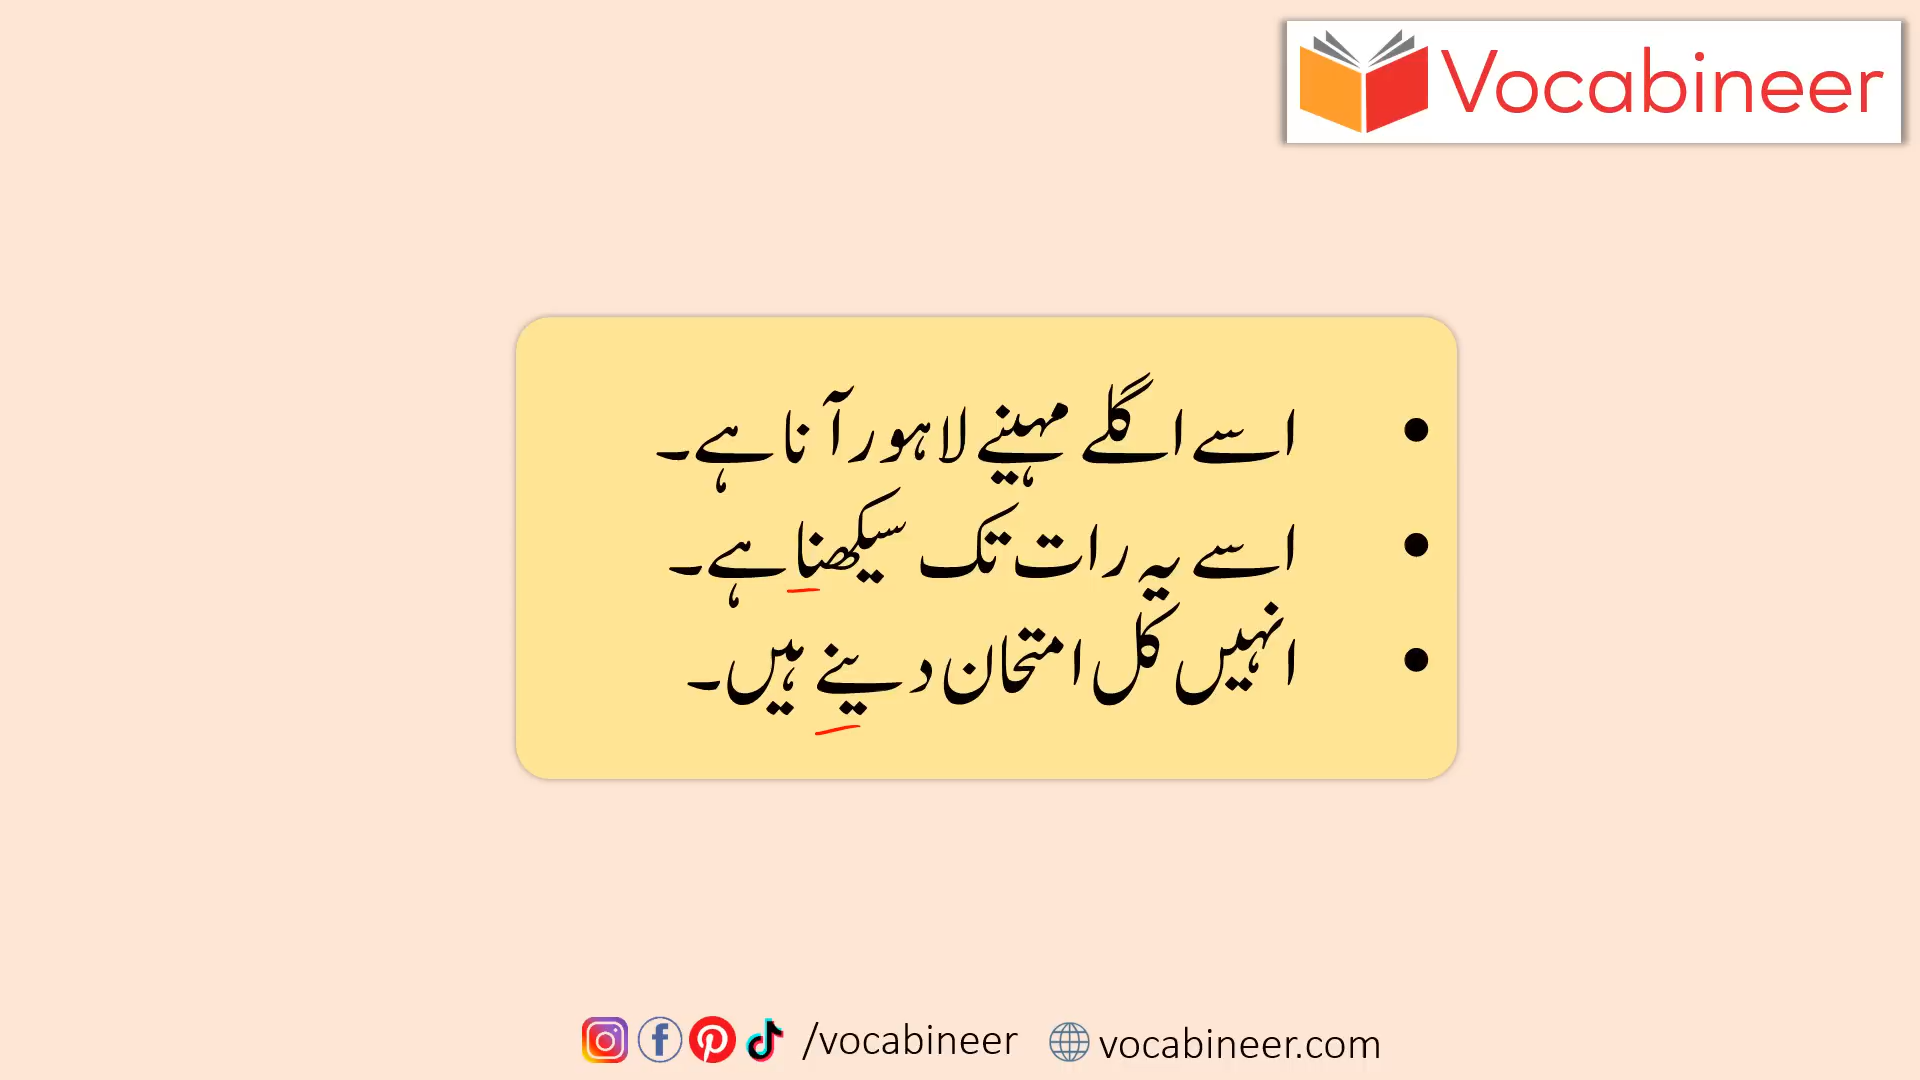 Vocabineer
اسے اگلے مہینے لاہور آنا ہے۔
اسے یہ رات تک سیکھنا ہے۔
انہیں کل امتحان دینے ہیں۔
/vocabineer
vocabineer.com